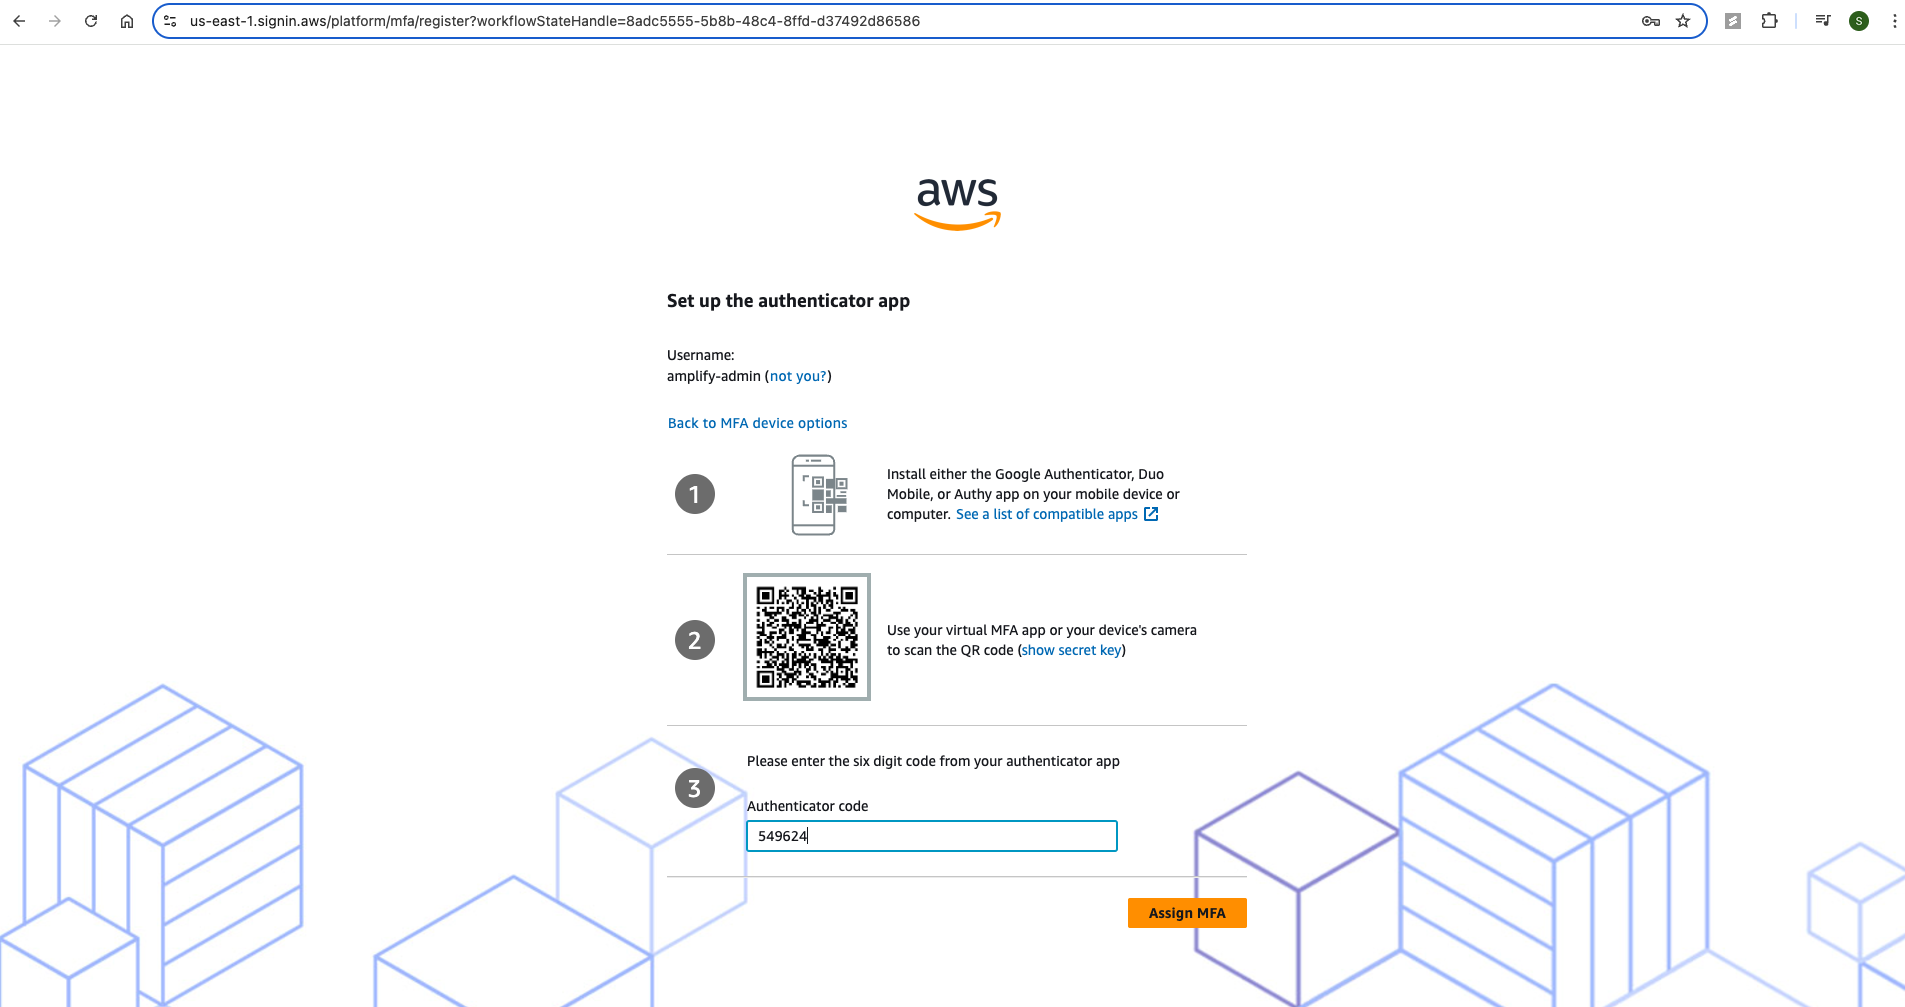 us-east-1.signin.aws/platform/mfa/register?workflowStateHandle=8adc5555-5b8b-48c4-8ffd-d37492d86586
S
aws
Set up the authenticator app
Username:
amplify-admin (not you?)
Back to MFA device options
1
Install either the Google Authenticator, Duo
Mobile, or Authy app on your mobile device or
computer. See a list of compatible apps
2
Use your virtual MFA app or your device's camera
to scan the QR code (show secret key)
3
Please enter the six digit code from your authenticator app
Authenticator code
549624
Assign MFA